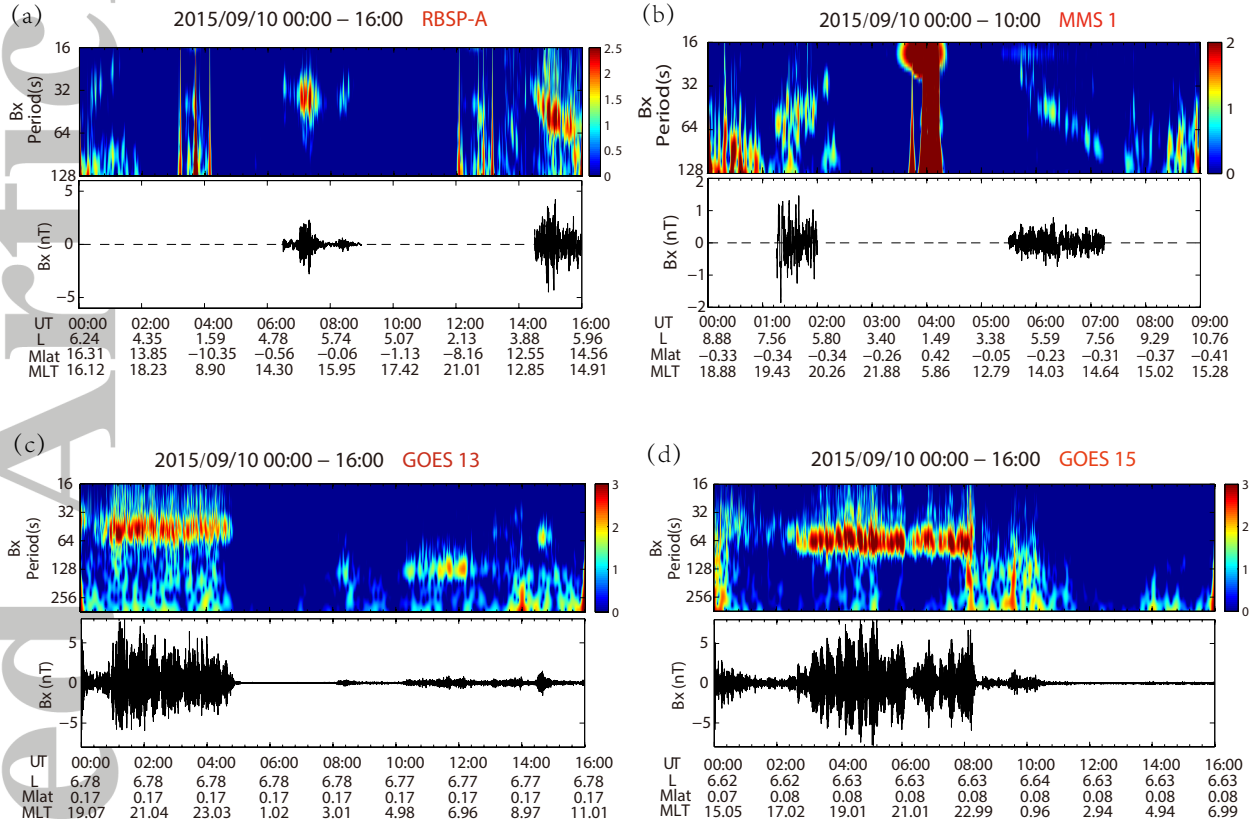 (a)
2015/09/10 00:00 − 16:00 RBSP-A
16
32
64
128
Bx
Period(s)
2.5
2
1.5
1
0.5
0
5
0
−5
Bx (nT)
UT 00:00 02:00 04:00 06:00 08:00 10:00 12:00 14:00 16:00
L 6.24 4.35 1.59 4.78 5.74 5.07 2.13 3.88 5.96
Mlat 16.31 13.85 −10.35 −0.56 −0.06 −1.13 −8.16 12.55 14.56
MLT 16.12 18.23 8.90 14.30 15.95 17.42 21.01 12.85 14.91
(b)
2015/09/10 00:00 − 10:00 MMS 1
16
32
64
128
Bx
Period(s)
2
1
0
2
1
0
−1
−2
Bx (nT)
UT 00:00 01:00 02:00 03:00 04:00 05:00 06:00 07:00 08:00 09:00
L 8.88 7.56 5.80 3.40 1.49 3.38 5.59 7.56 9.29 10.76
Mlat −0.33 −0.34 −0.34 −0.26 0.42 −0.05 −0.23 −0.31 −0.37 −0.41
MLT 18.88 19.43 20.26 21.88 5.86 12.79 14.03 14.64 15.02 15.28
(c)
2015/09/10 00:00 − 16:00 GOES 13
16
32
64
128
256
Bx
Period(s)
3
2
1
0
5
0
−5
Bx (nT)
UT 00:00 02:00 04:00 06:00 08:00 10:00 12:00 14:00 16:00
L 6.78 6.78 6.78 6.78 6.78 6.77 6.77 6.77 6.78
Mlat 0.17 0.17 0.17 0.17 0.17 0.17 0.17 0.17 0.17
MLT 19.07 21.04 23.03 1.02 3.01 4.98 6.96 8.97 11.01
(d)
2015/09/10 00:00 − 16:00 GOES 15
16
32
64
128
256
Bx
Period(s)
3
2
1
0
5
0
−5
Bx (nT)
UT 00:00 02:00 04:00 06:00 08:00 10:00 12:00 14:00 16:00
L 6.62 6.62 6.63 6.63 6.63 6.64 6.63 6.63 6.63
Mlat 0.07 0.08 0.08 0.08 0.08 0.08 0.08 0.08 0.08
MLT 15.05 17.02 19.01 21.01 22.99 0.96 2.94 4.94 6.99
ed Artic